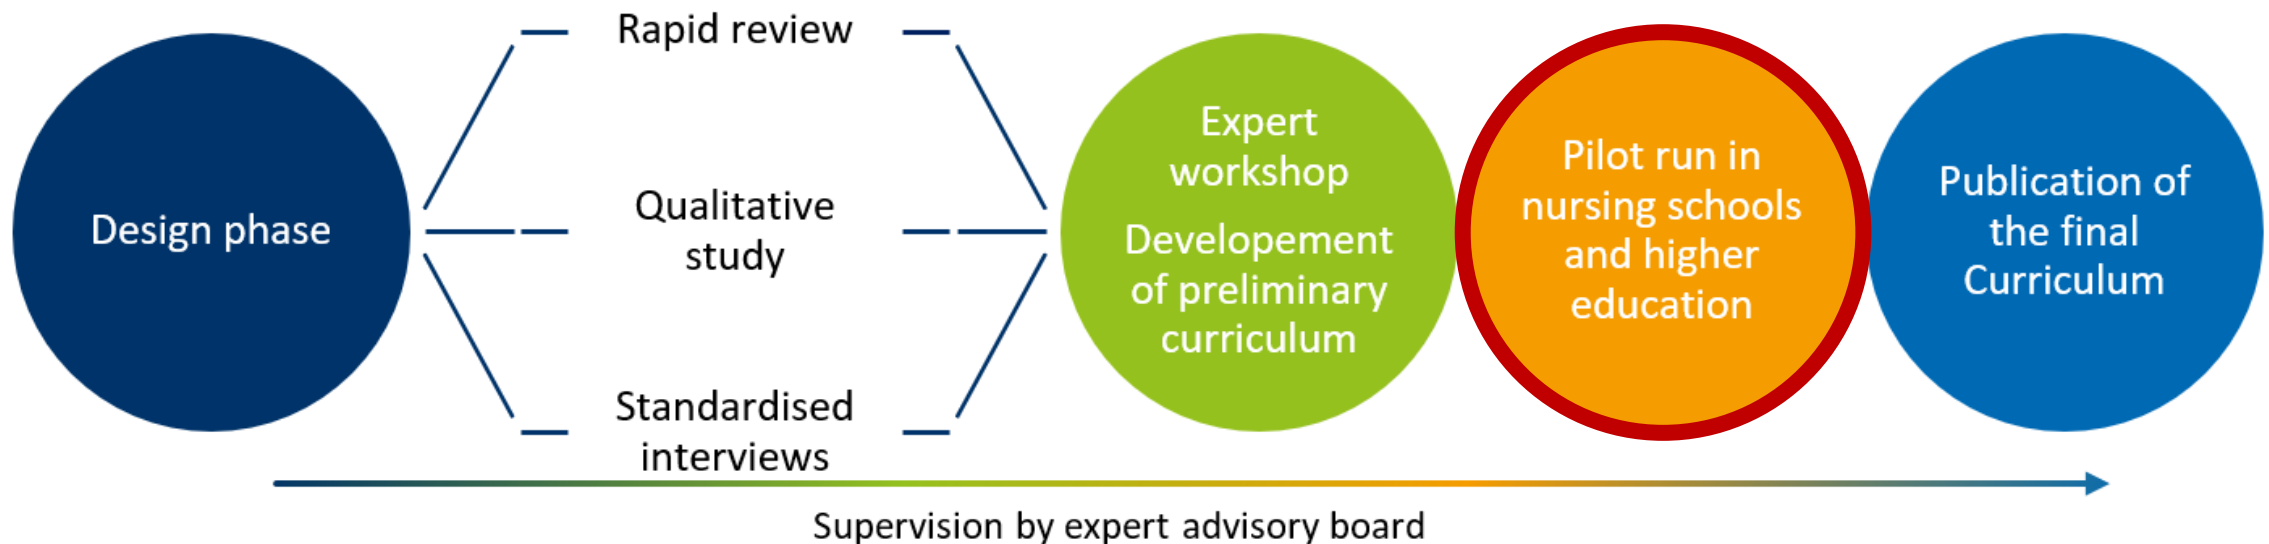 Design phase
Rapid review
Qualitative
study
Standardised
interviews
Expert
workshop
Developement
of preliminary
curriculum
Pilot run in
nursing schools
and higher
education
Publication of
the final
Curriculum
Supervision by expert advisory board